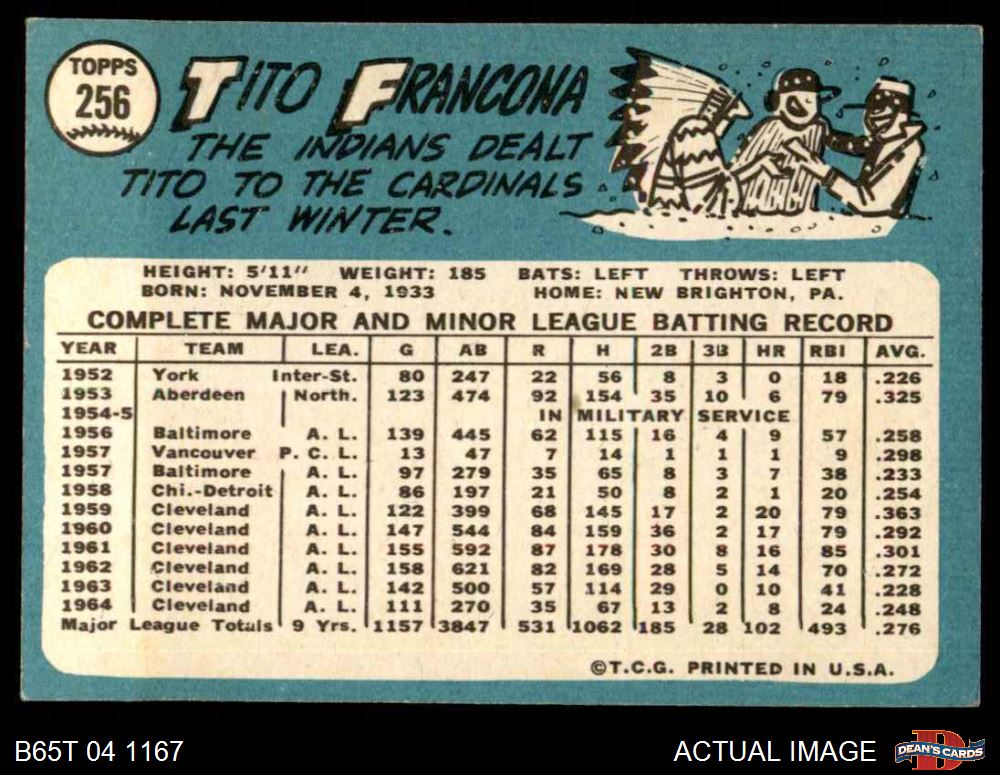 TOPPS
256
TITO FRANCONA
THE INDIANS DEALT
TITO TO THE CARDINALS
LAST WINTER.
HEIGHT: 5'11" WEIGHT: 185 BATS: LEFT THROWS: LEFT
BORN: NOVEMBER 4, 1933 HOME: NEW BRIGHTON, PA.
COMPLETE MAJOR AND MINOR LEAGUE BATTING RECORD
YEAR TEAM LEA. G AB R H 2B 3B HR RBI AVG.
1952 York Inter-St. 80 247 22 56 8 3 0 18 .226
1953 Aberdeen North. 123 474 92 154 35 10 6 79 .325
1954-5 IN MILITARY SERVICE
1956 Baltimore A. L. 139 445 62 115 16 4 9 57 .258
1957 Vancouver P. C. L. 13 47 7 14 1 1 1 9 .298
1957 Baltimore A. L. 97 279 35 65 8 3 7 38 .233
1958 Chi.-Detroit A. L. 86 197 21 50 8 2 1 20 .254
1959 Cleveland A. L. 122 399 68 145 17 2 20 79 .363
1960 Cleveland A. L. 147 544 84 159 36 2 17 79 .292
1961 Cleveland A. L. 155 592 87 178 30 8 16 85 .301
1962 Cleveland A. L. 158 621 82 169 28 5 14 70 .272
1963 Cleveland A. L. 142 500 57 114 29 0 10 41 .228
1964 Cleveland A. L. 111 270 35 67 13 2 8 24 .248
Major League Totals 9 Yrs. 1157 3847 531 1062 185 28 102 493 .276
©T.C.G. PRINTED IN U.S.A.
B65T 04 1167 ACTUAL IMAGE DEAN'S CARDS